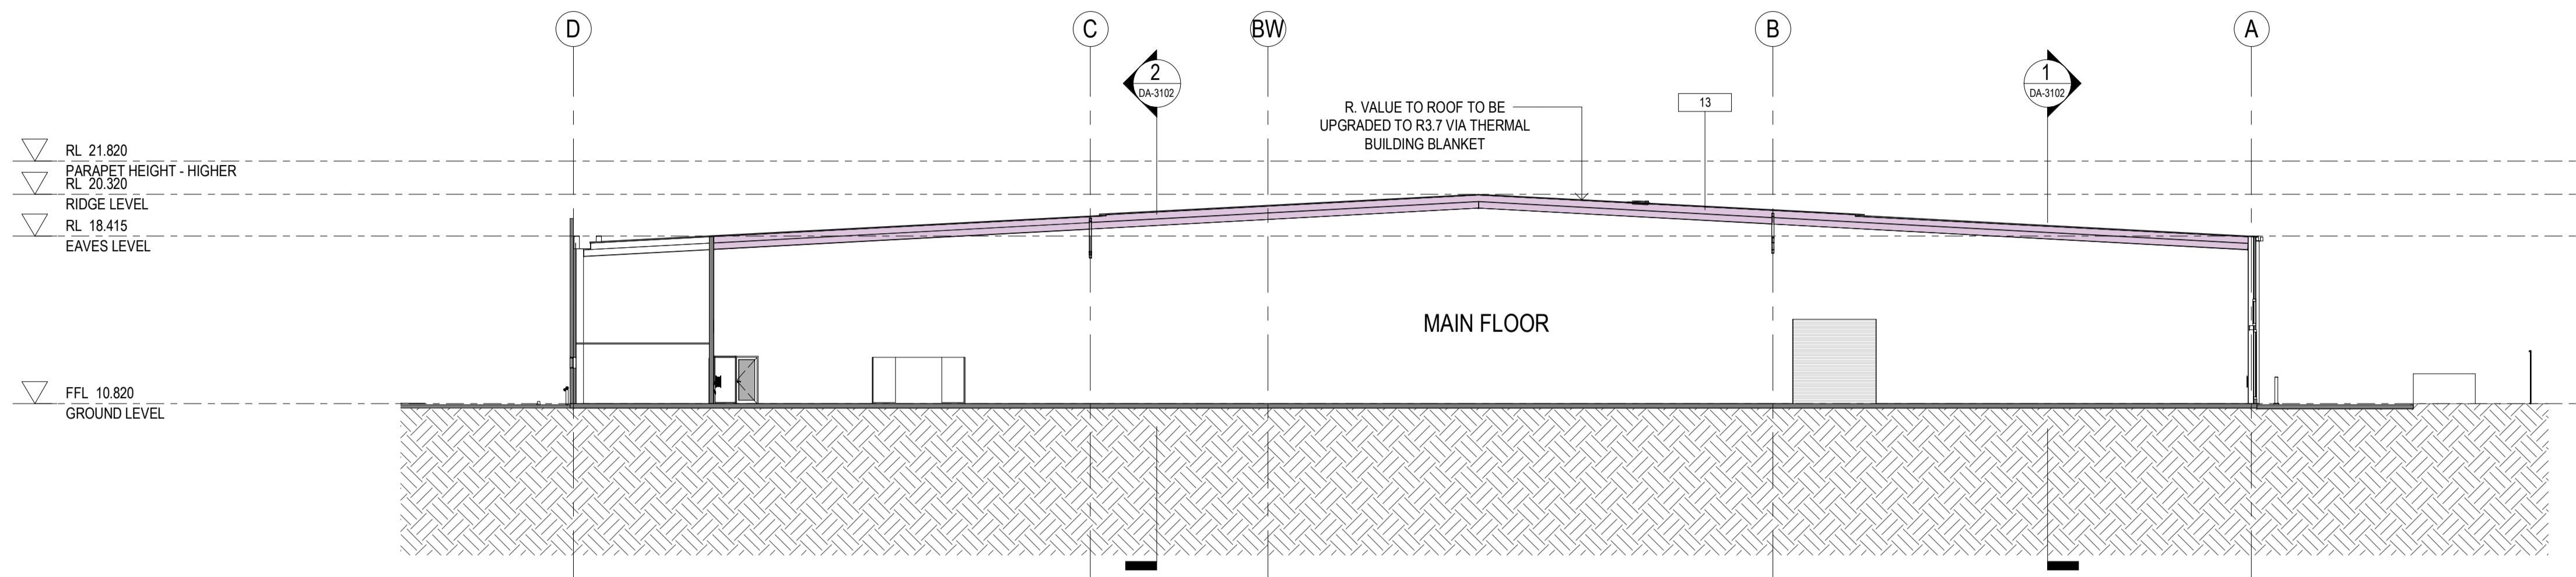 D
C
BW
B
A
2
DA-3102
1
DA-3102
R. VALUE TO ROOF TO BE
UPGRADED TO R3.7 VIA THERMAL
BUILDING BLANKET
13
RL 21.820
PARAPET HEIGHT - HIGHER
RL 20.320
RIDGE LEVEL
RL 18.415
EAVES LEVEL
MAIN FLOOR
FFL 10.820
GROUND LEVEL